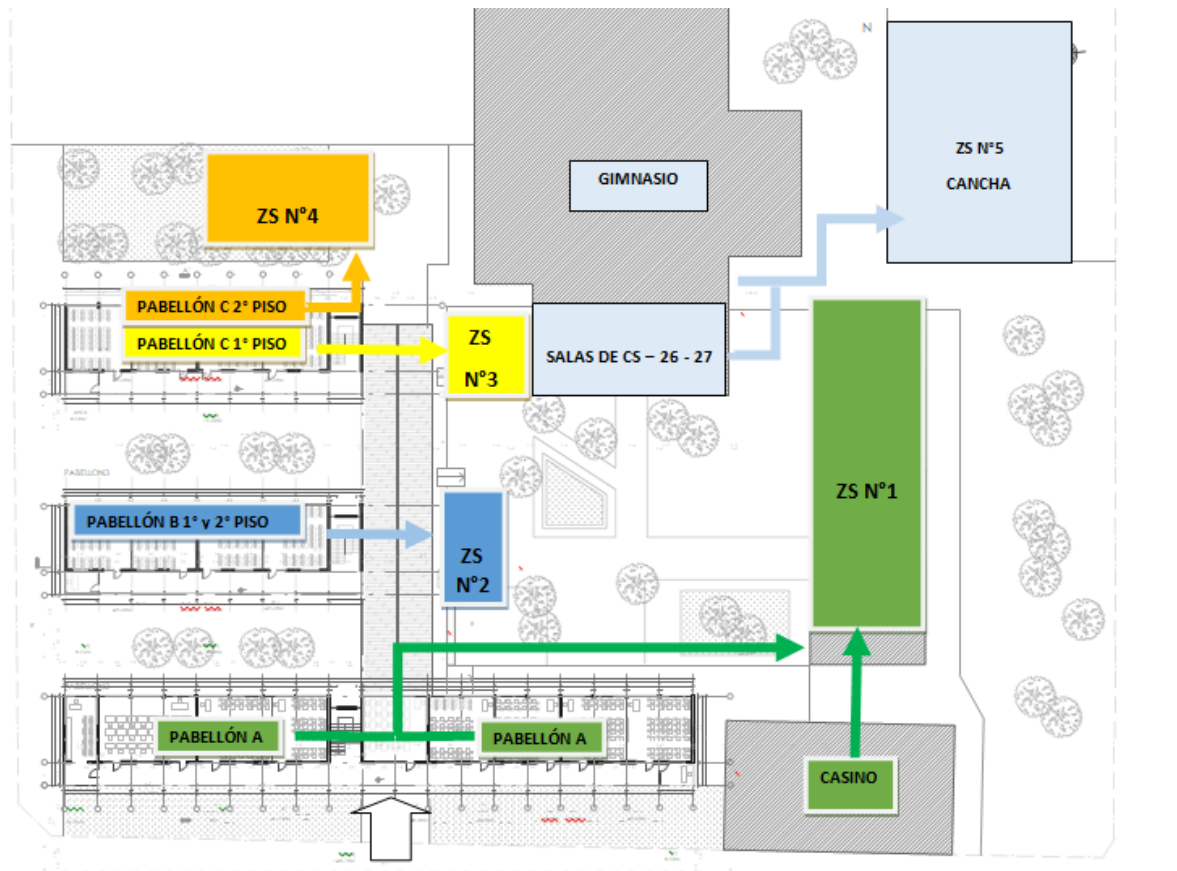 N
ZS N°5
CANCHA
GIMNASIO
ZS N°4
PABELLÓN C 2° PISO
PABELLÓN C 1° PISO
ZS
N°3
SALAS DE CS – 26 - 27
ZS N°1
PABELLÓN B 1° y 2° PISO
ZS
N°2
PABELLÓN A
PABELLÓN A
CASINO